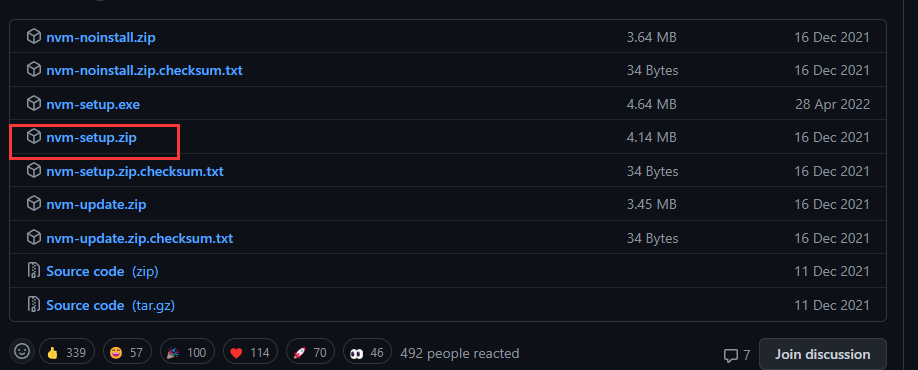 nvm-noinstall.zip 3.64 MB 16 Dec 2021
nvm-noinstall.zip.checksum.txt 34 Bytes 16 Dec 2021
nvm-setup.exe 4.64 MB 28 Apr 2022
nvm-setup.zip 4.14 MB 16 Dec 2021
nvm-setup.zip.checksum.txt 34 Bytes 16 Dec 2021
nvm-update.zip 3.45 MB 16 Dec 2021
nvm-update.zip.checksum.txt 34 Bytes 16 Dec 2021
Source code (zip) 11 Dec 2021
Source code (tar.gz) 11 Dec 2021
👍 339 😄 57 🎉 100 ❤️ 114 🚀 70 👀 46 492 people reacted 7 Join discussion